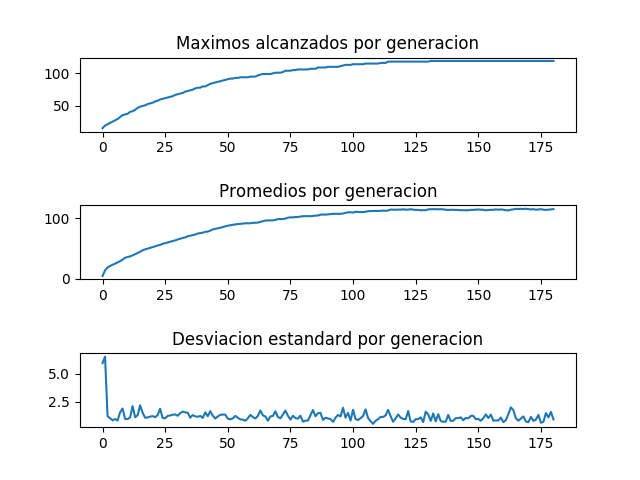 Maximos alcanzados por generacion
100
50
0 25 50 75 100 125 150 175
Promedios por generacion
100
0
0 25 50 75 100 125 150 175
Desviacion estandard por generacion
5.0
2.5
0 25 50 75 100 125 150 175